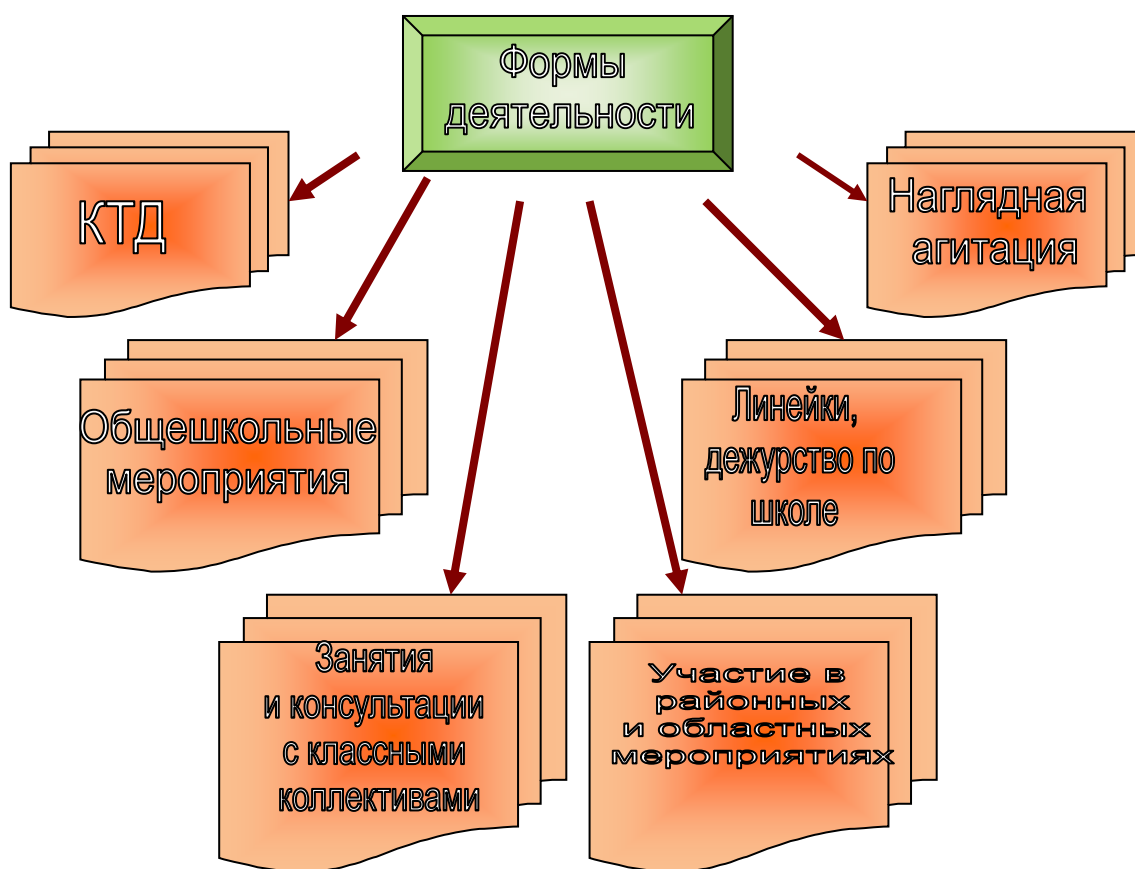 Формы
деятельности
КТД
Наглядная
агитация
Общешкольные
мероприятия
Линейки,
дежурство по
школе
Занятия
и консультации
с классными
коллективами
Участие в
районных
и областных
мероприятиях